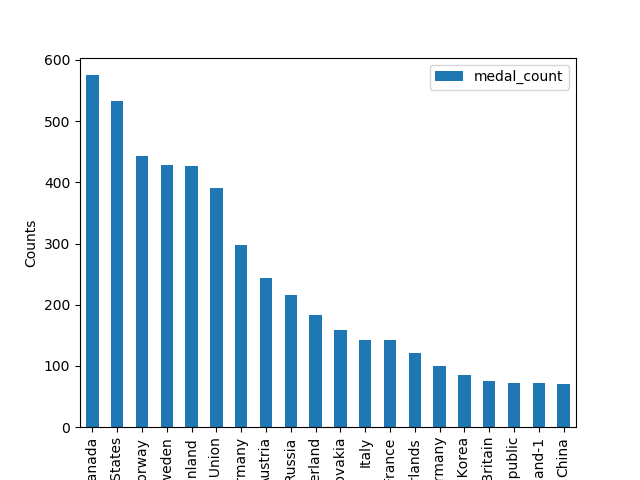 medal_count
Counts
600
500
400
300
200
100
0
anada
States
orway
weden
nland
Union
rmany
ustria
Russia
erland
ovakia
Italy
rance
rlands
rmany
Korea
Britain
public
and-1
China